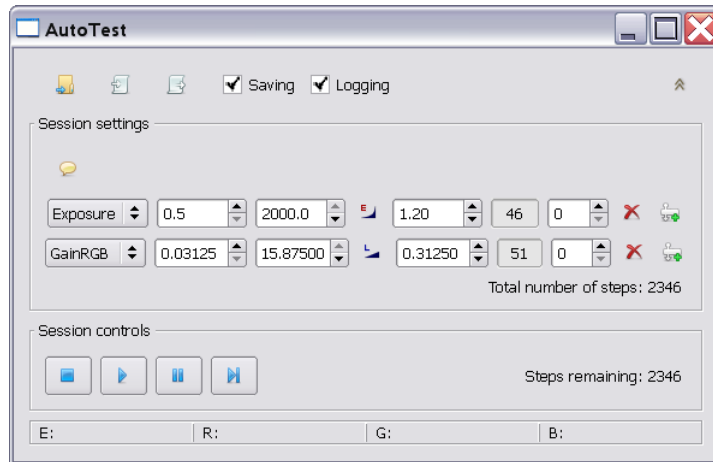 AutoTest
Saving Logging
Session settings
Exposure 0.5 2000.0 E 1.20 46 0
GainRGB 0.03125 15.87500 L 0.31250 51 0
Total number of steps: 2346
Session controls
Steps remaining: 2346
E: R: G: B: